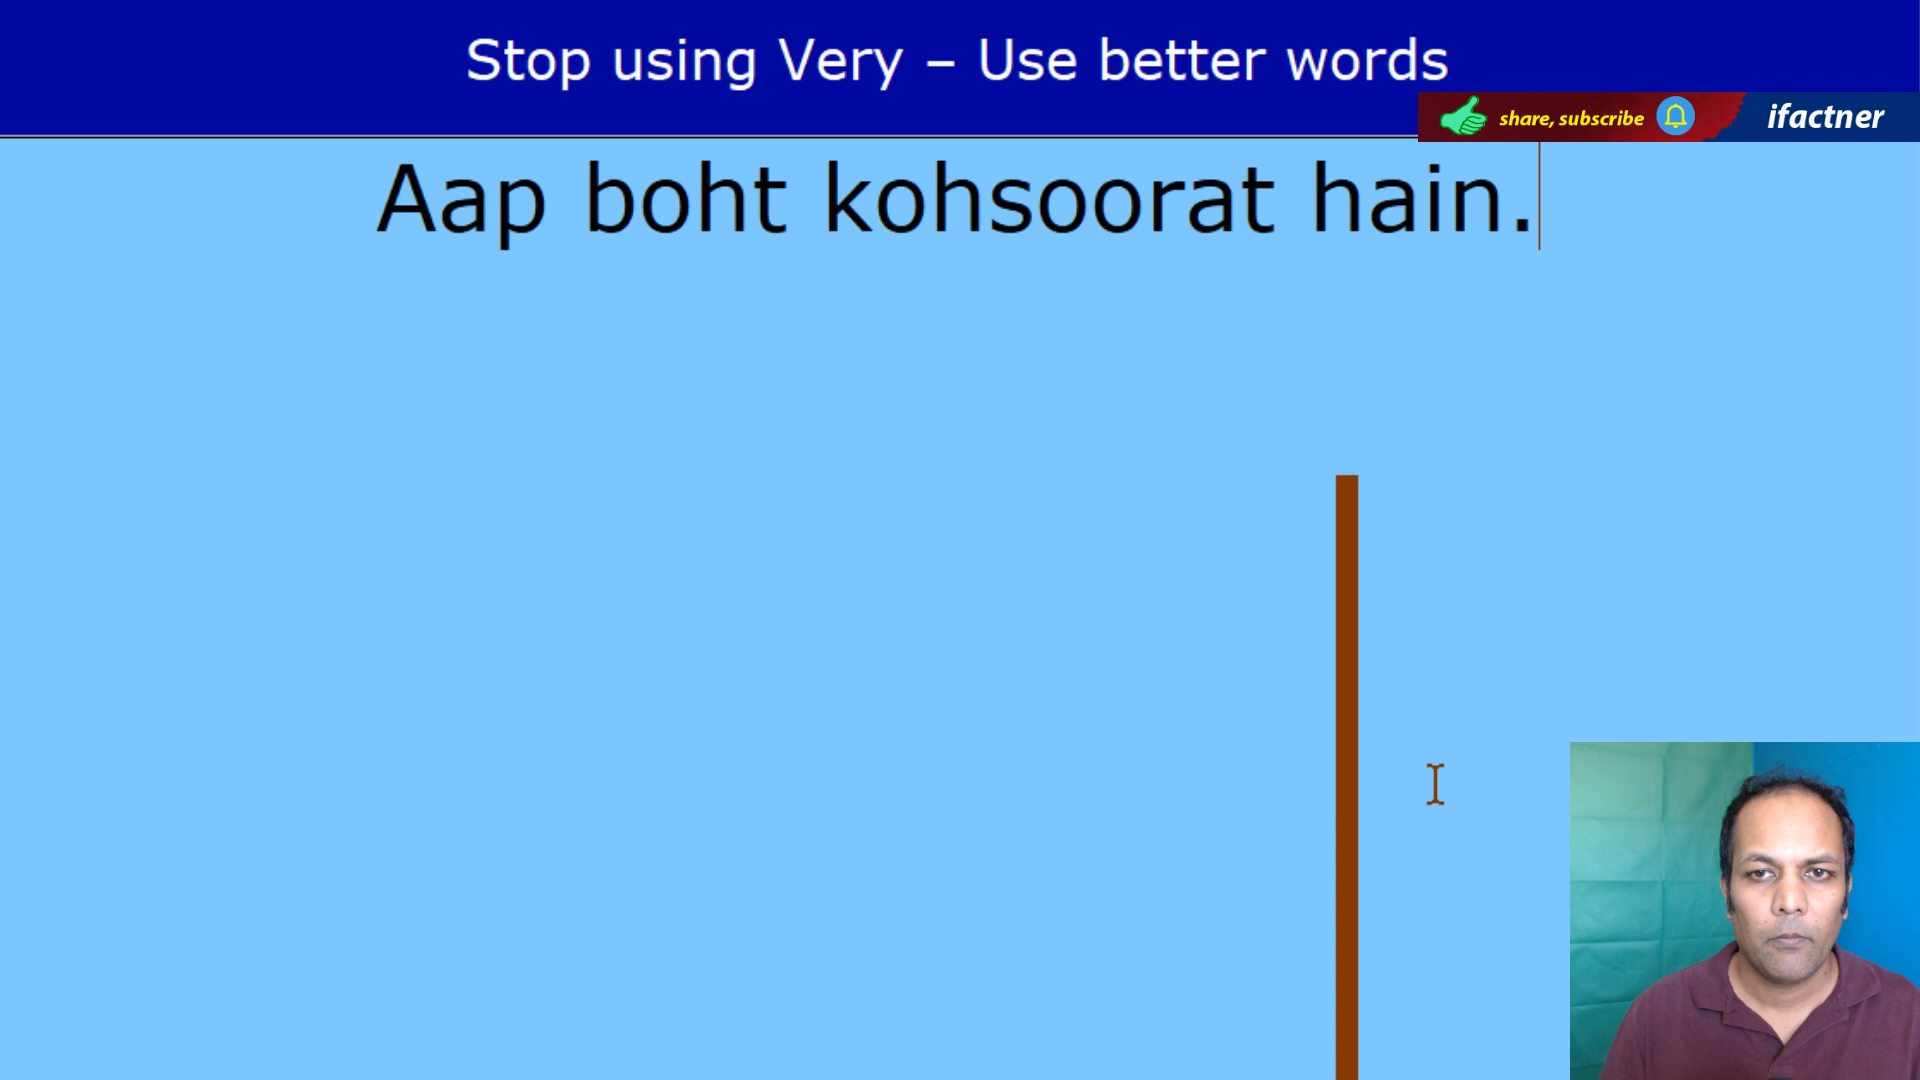 Stop using Very – Use better words
share, subscribe
ifactner
Aap boht kohsoorat hain.